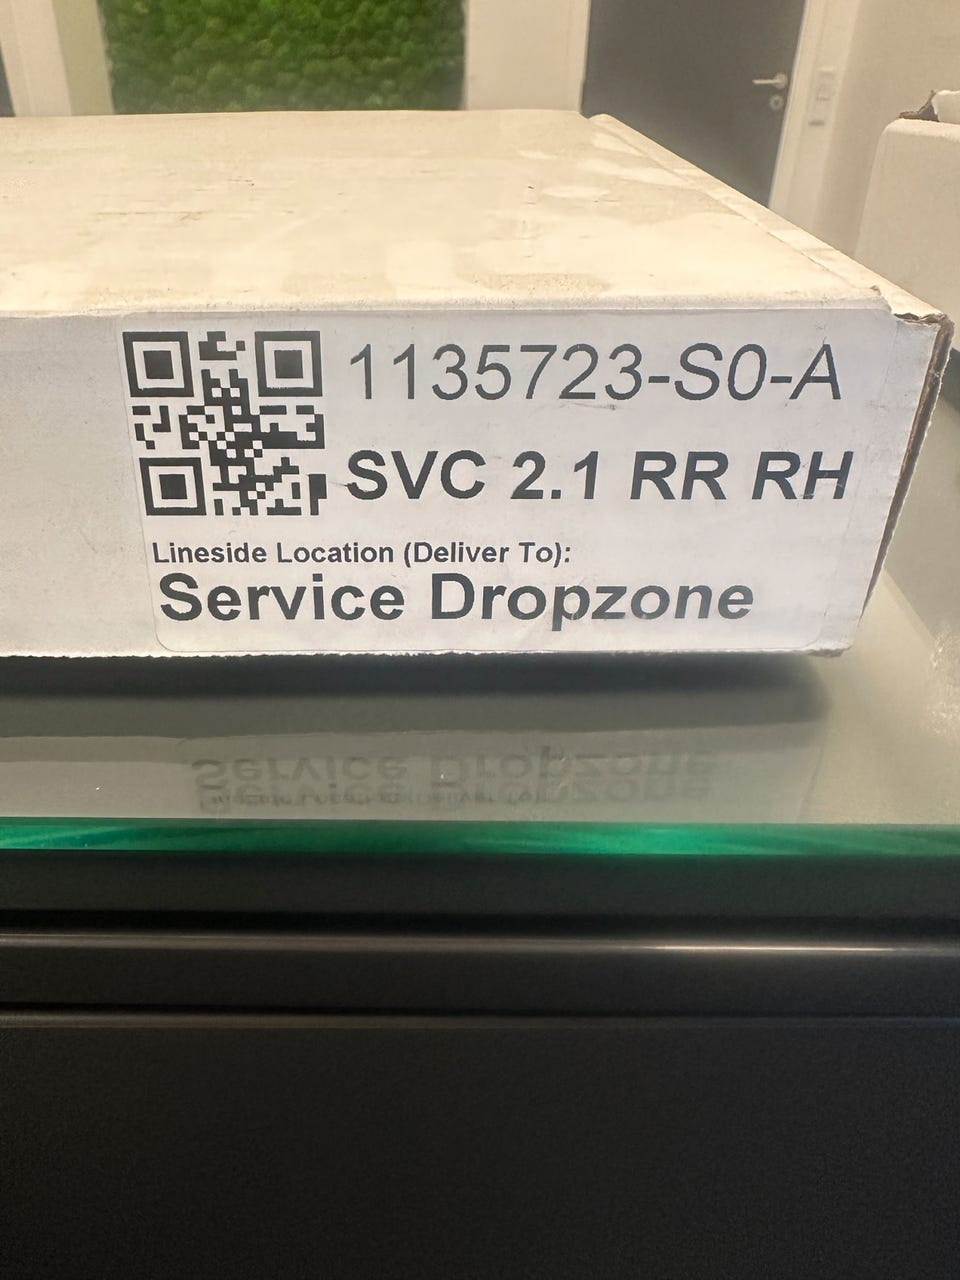 1135723-S0-A
SVC 2.1 RR RH
Lineside Location (Deliver To):
Service Dropzone